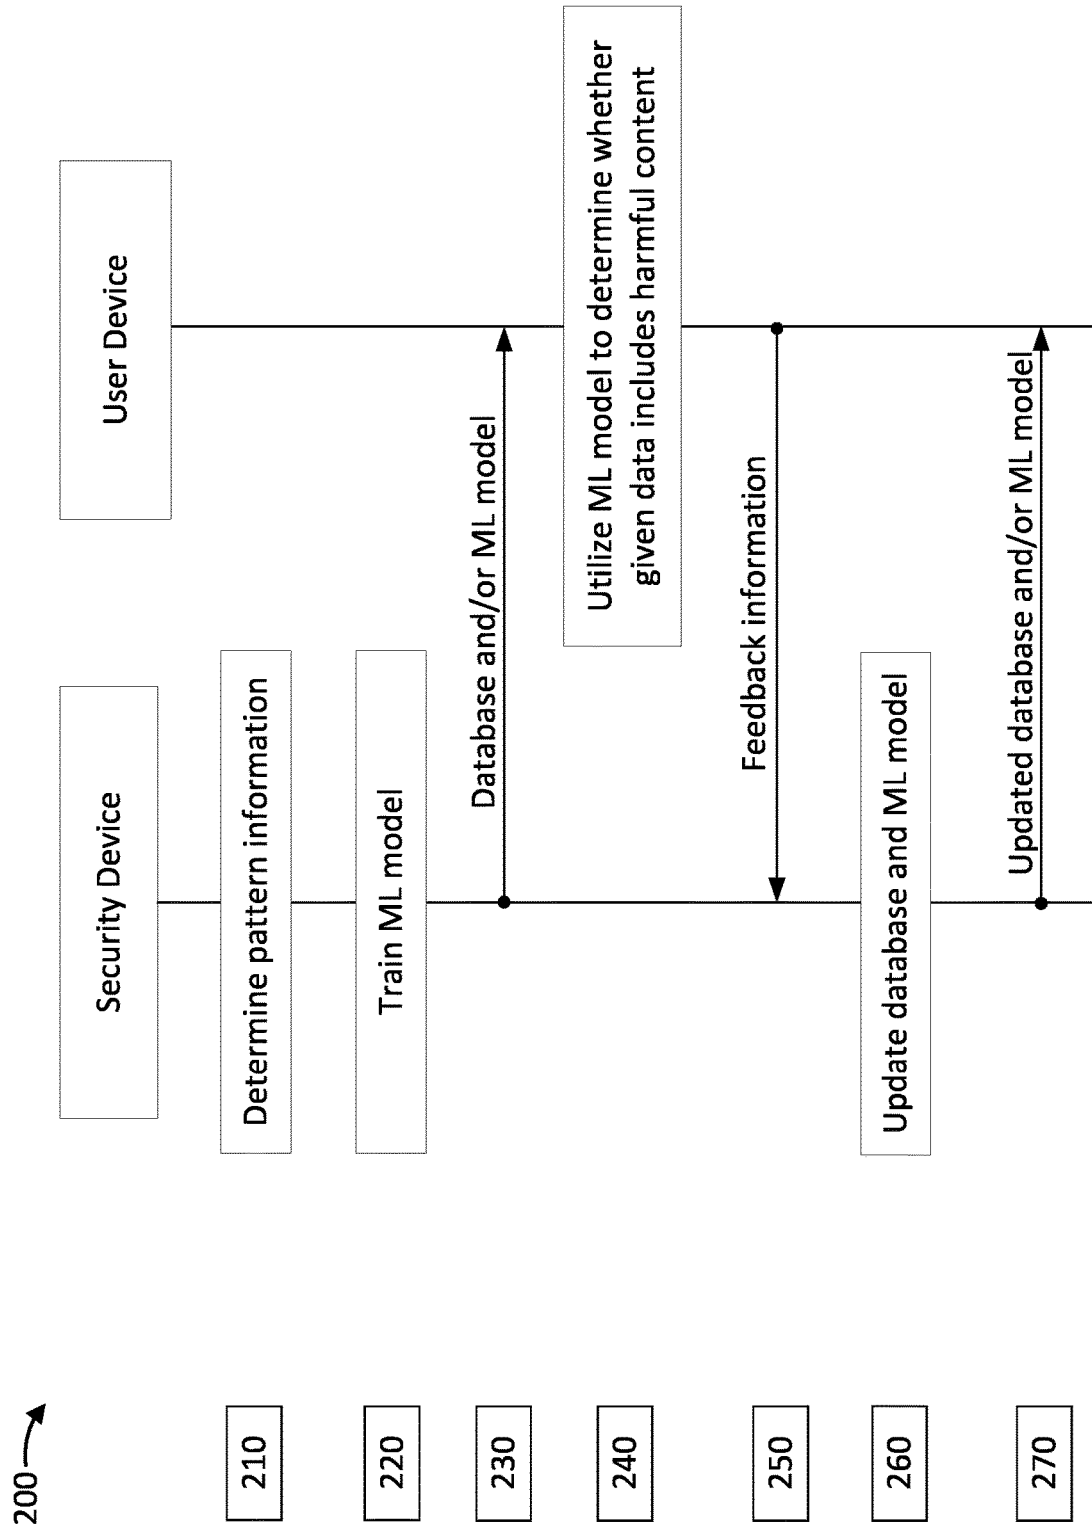 200
Security Device
User Device
210
Determine pattern information
220
Train ML model
230
Database and/or ML model
240
Utilize ML model to determine whether
given data includes harmful content
250
Feedback information
260
Update database and ML model
270
Updated database and/or ML model